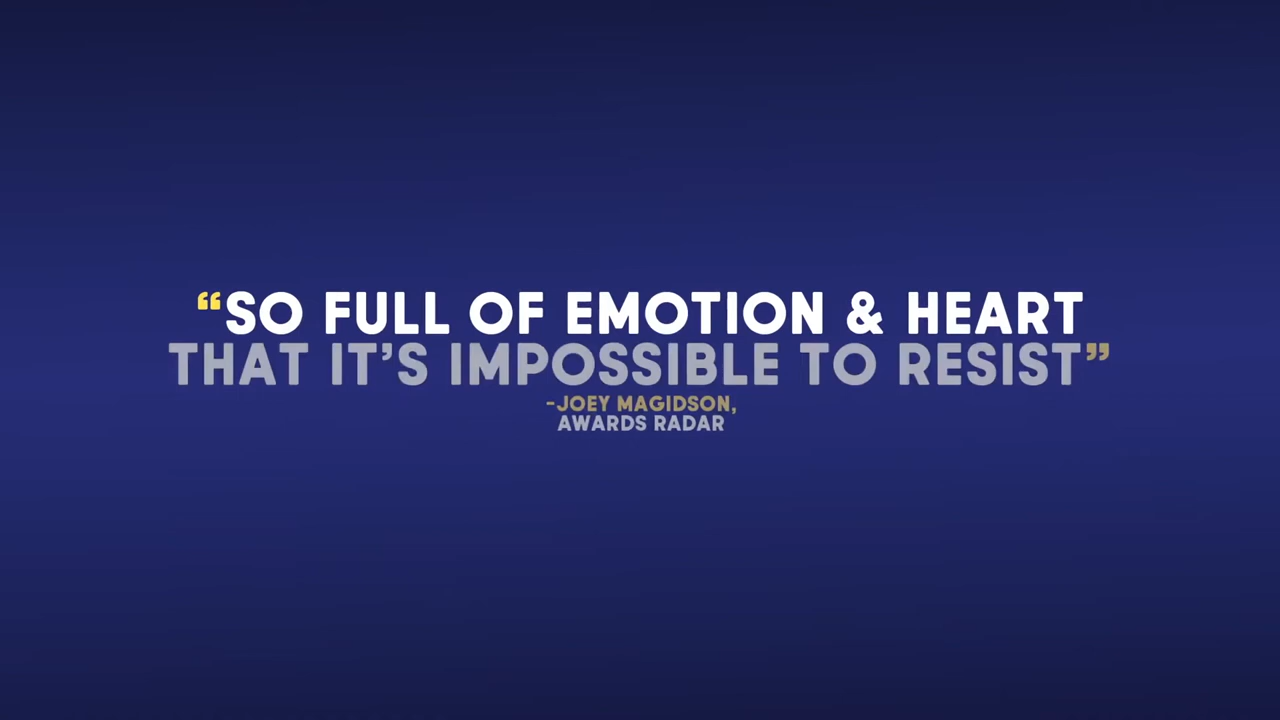 “SO FULL OF EMOTION & HEART
THAT IT’S IMPOSSIBLE TO RESIST”
-JOEY MAGIDSON,
AWARDS RADAR